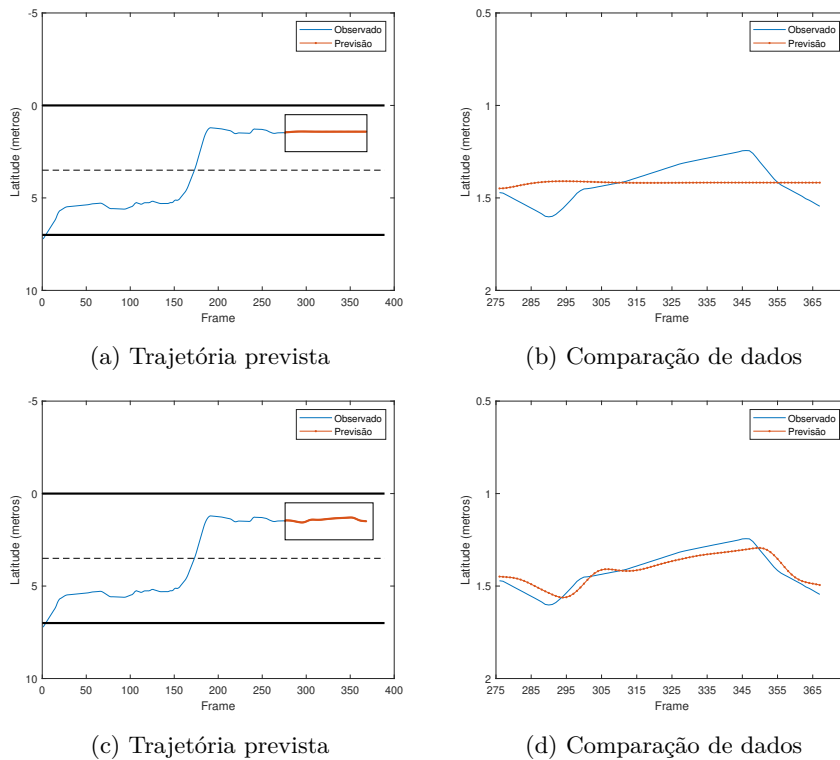 -5
0
5
10
0 50 100 150 200 250 300 350 400
Latitude (metros)
Frame
Observado
Previsão
(a) Trajetória prevista
0.5
1
1.5
2
275 285 295 305 315 325 335 345 355 365
Latitude (metros)
Frame
Observado
Previsão
(b) Comparação de dados
-5
0
5
10
0 50 100 150 200 250 300 350 400
Latitude (metros)
Frame
Observado
Previsão
(c) Trajetória prevista
0.5
1
1.5
2
275 285 295 305 315 325 335 345 355 365
Latitude (metros)
Frame
Observado
Previsão
(d) Comparação de dados